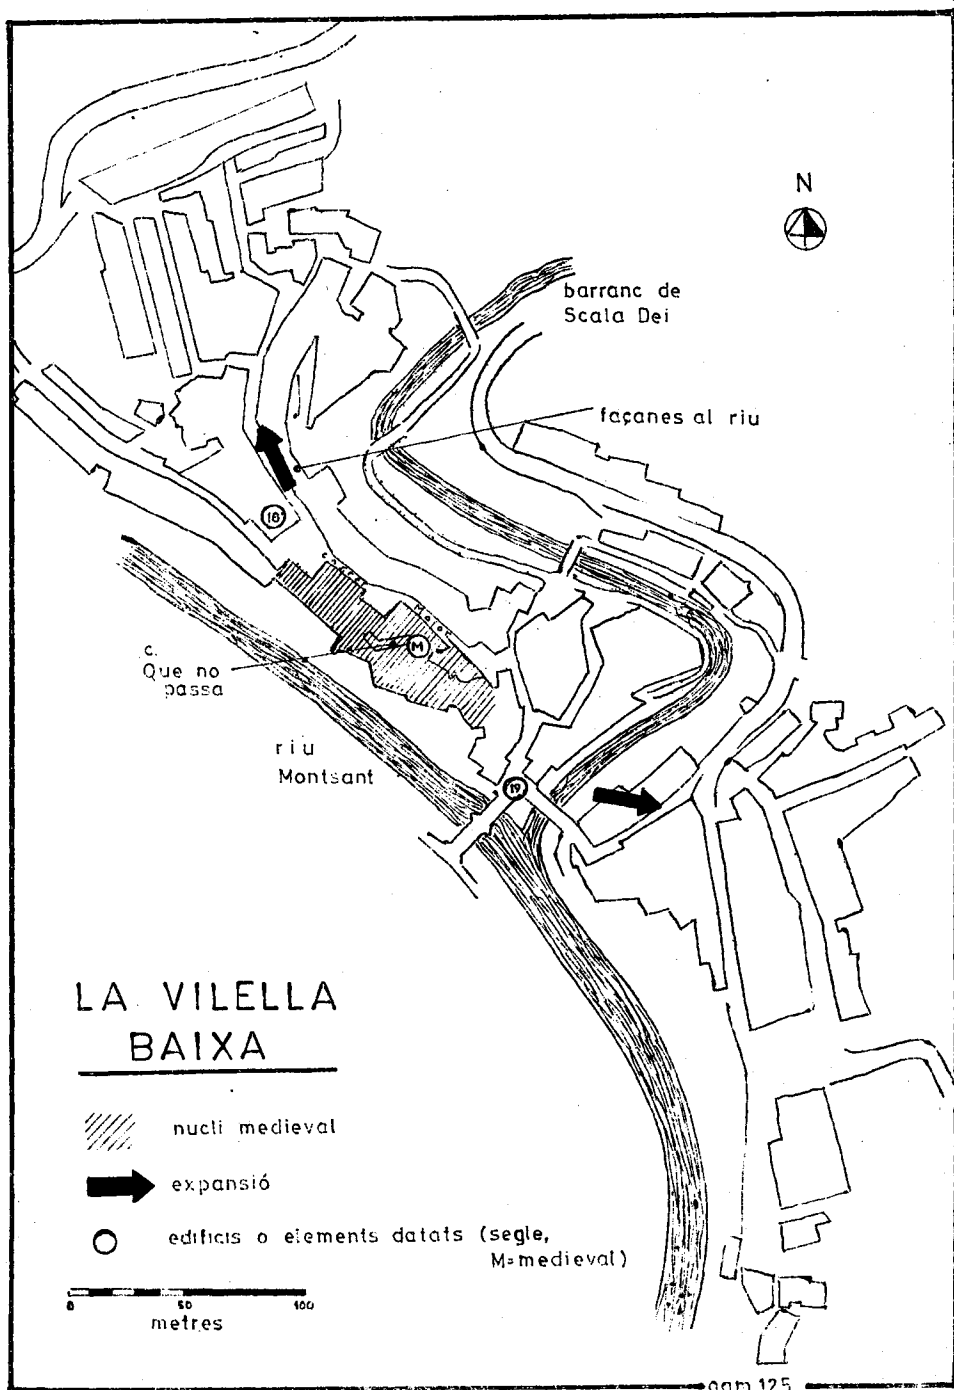 N
barranc de
Scala Dei
façanes al riu
18
c.
Que no
passa
M
riu
Montsant
19
LA VILELLA
BAIXA
nucli medieval
expansió
edificis o elements datats (segle,
M=medieval)
0 50 100
metres
agm 125